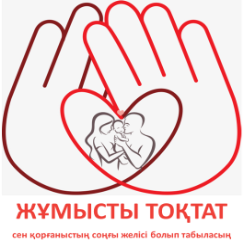 ЖҰМЫСТЫ ТОҚТАТ
сен қорғаныстың соңғы желісі болып табыласың